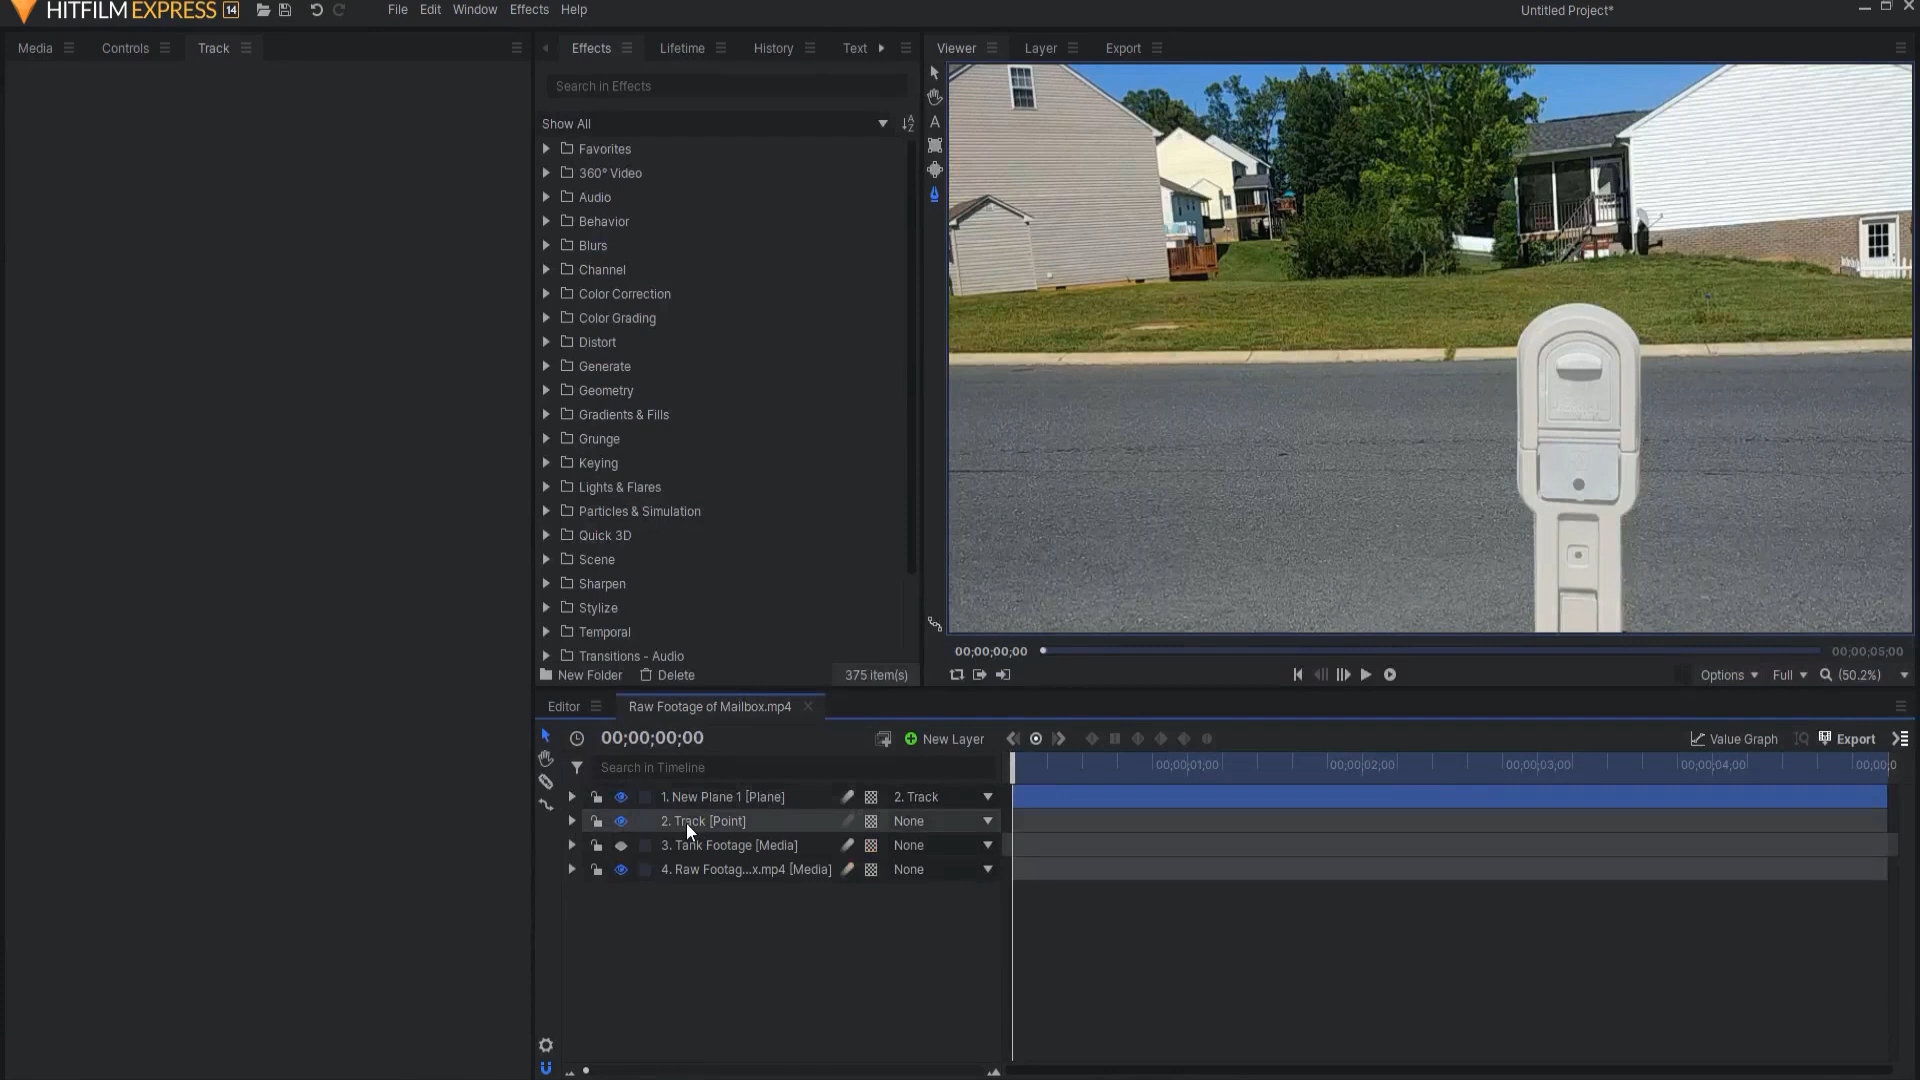 HITFILM EXPRESS 14
File Edit Window Effects Help
Untitled Project*
Media Controls Track
Effects Lifetime History Text
Viewer Layer Export
Search in Effects
Show All
Favorites
360° Video
Audio
Behavior
Blurs
Channel
Color Correction
Color Grading
Distort
Generate
Geometry
Gradients & Fills
Grunge
Keying
Lights & Flares
Particles & Simulation
Quick 3D
Scene
Sharpen
Stylize
Temporal
Transitions - Audio
New Folder Delete 375 item(s)
00;00;00;00
00;00;05;00
Options Full (50.2%)
Editor Raw Footage of Mailbox.mp4
00;00;00;00
New Layer
Value Graph Export
Search in Timeline
00;00;01;00 00;00;02;00 00;00;03;00 00;00;04;00 00;00;0
1. New Plane 1 [Plane] 2. Track
2. Track [Point] None
3. Tank Footage [Media] None
4. Raw Footag...x.mp4 [Media] None